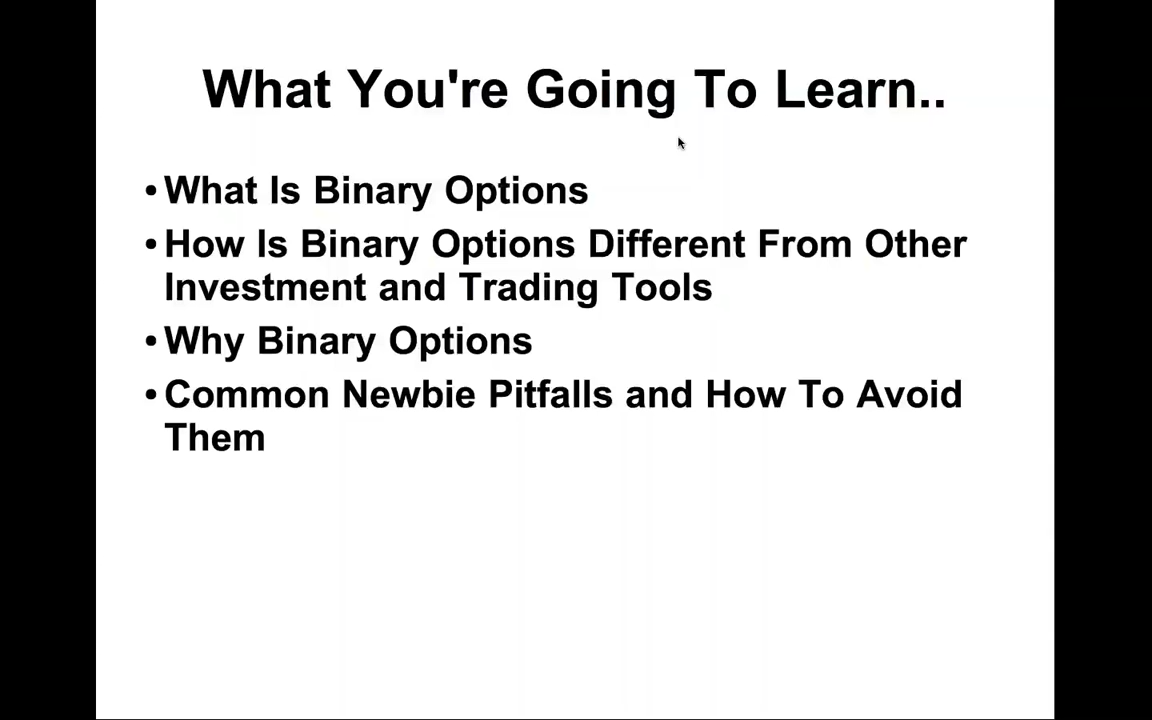 What You're Going To Learn..
• What Is Binary Options
• How Is Binary Options Different From Other
Investment and Trading Tools
• Why Binary Options
• Common Newbie Pitfalls and How To Avoid
Them